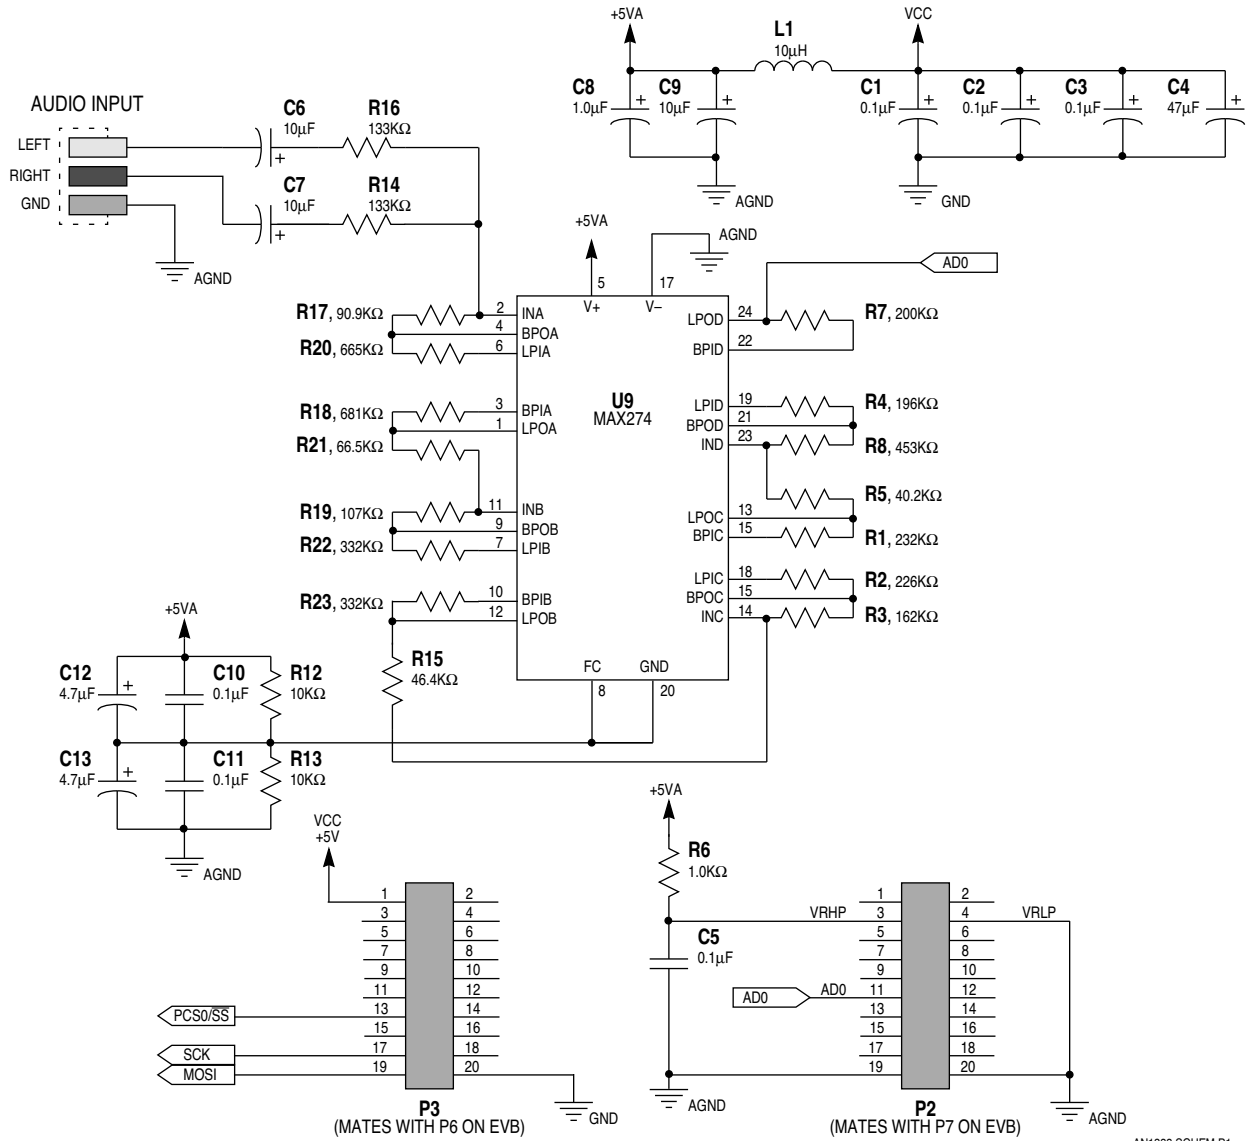 +5VA
VCC
L1
10µH
C8
1.0µF
C9
10µF
C1
0.1µF
C2
0.1µF
C3
0.1µF
C4
47µF
+
+
+
+
+
+
AGND
GND
AUDIO INPUT
LEFT
RIGHT
GND
AGND
C6
10µF
+
R16
133KΩ
C7
10µF
+
R14
133KΩ
+5VA
AGND
5
17
V+
V–
AD0
R17, 90.9KΩ
2 INA
4 BPOA
R20, 665KΩ
6 LPIA
LPOD 24
R7, 200KΩ
BPID 22
U9
MAX274
R18, 681KΩ
3 BPIA
1 LPOA
R21, 66.5KΩ
LPID 19
R4, 196KΩ
BPOD 21
IND 23
R8, 453KΩ
R5, 40.2KΩ
R19, 107KΩ
11 INB
9 BPOB
R22, 332KΩ
7 LPIB
LPOC 13
BPIC 15
R1, 232KΩ
R23, 332KΩ
10 BPIB
12 LPOB
LPIC 18
R2, 226KΩ
BPOC 15
INC 14
R3, 162KΩ
R15
46.4KΩ
FC
GND
8
20
+5VA
C12
4.7µF
+
C10
0.1µF
R12
10KΩ
C13
4.7µF
+
C11
0.1µF
R13
10KΩ
AGND
VCC
+5V
1 2
3 4
5 6
7 8
9 10
11 12
13 14
15 16
17 18
19 20
PCS0/SS
SCK
MOSI
GND
P3
(MATES WITH P6 ON EVB)
+5VA
R6
1.0KΩ
C5
0.1µF
AGND
VRHP
VRLP
AD0
AD0
1 2
3 4
5 6
7 8
9 10
11 12
13 14
15 16
17 18
19 20
AGND
P2
(MATES WITH P7 ON EVB)